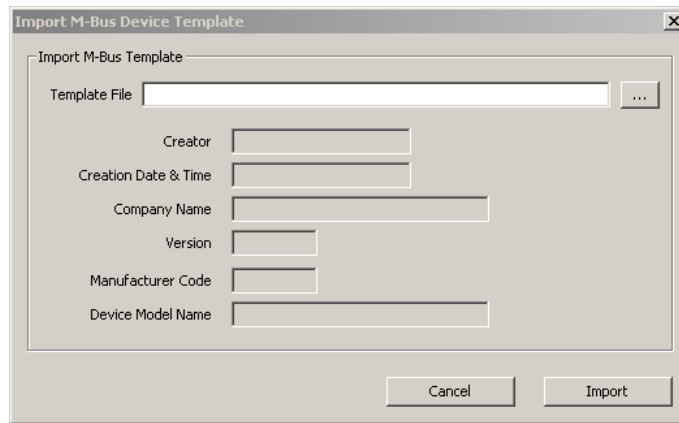 Import M-Bus Device Template
Import M-Bus Template
Template File
...
Creator
Creation Date & Time
Company Name
Version
Manufacturer Code
Device Model Name
Cancel Import